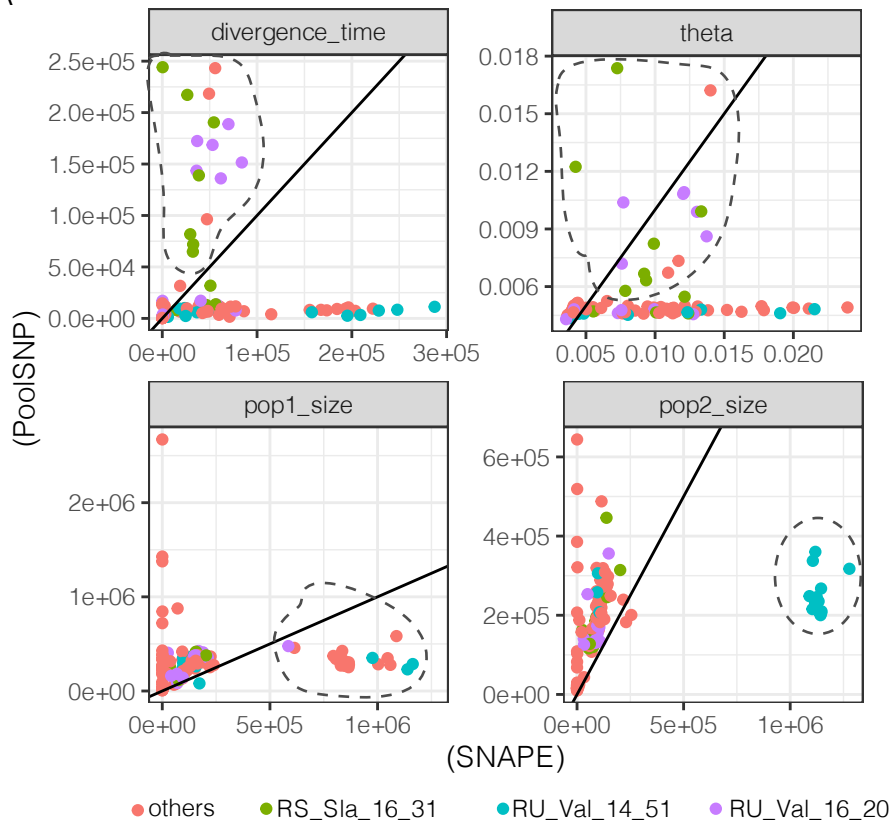 divergence_time
theta
2.5e+05
2.0e+05
1.5e+05
1.0e+05
5.0e+04
0.0e+00
0.018
0.015
0.012
0.009
0.006
0e+00 1e+05 2e+05 3e+05
0.005 0.010 0.015 0.020
(PoolSNP)
pop1_size
pop2_size
2e+06
1e+06
0e+00
6e+05
4e+05
2e+05
0e+00
0e+00 5e+05 1e+06
0e+00 5e+05 1e+06
(SNAPE)
others RS_Sla_16_31 RU_Val_14_51 RU_Val_16_20